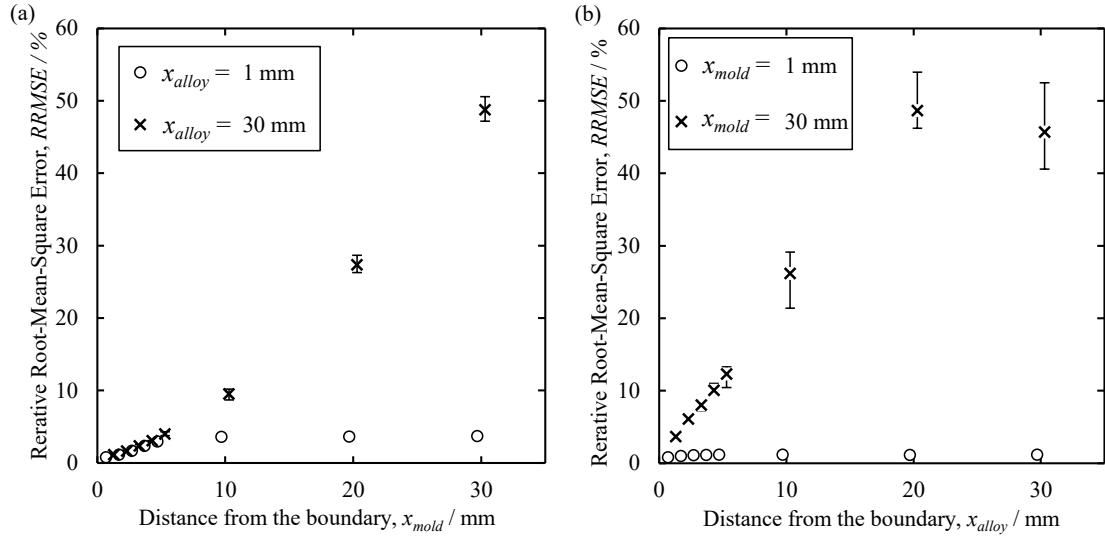 (a)
Rerative Root-Mean-Square Error, RRMSE / %
60
50
40
30
20
10
0
x_alloy = 1 mm
x_alloy = 30 mm
0
10
20
30
Distance from the boundary, x_mold / mm
(b)
Rerative Root-Mean-Square Error, RRMSE / %
60
50
40
30
20
10
0
x_mold = 1 mm
x_mold = 30 mm
0
10
20
30
Distance from the boundary, x_alloy / mm